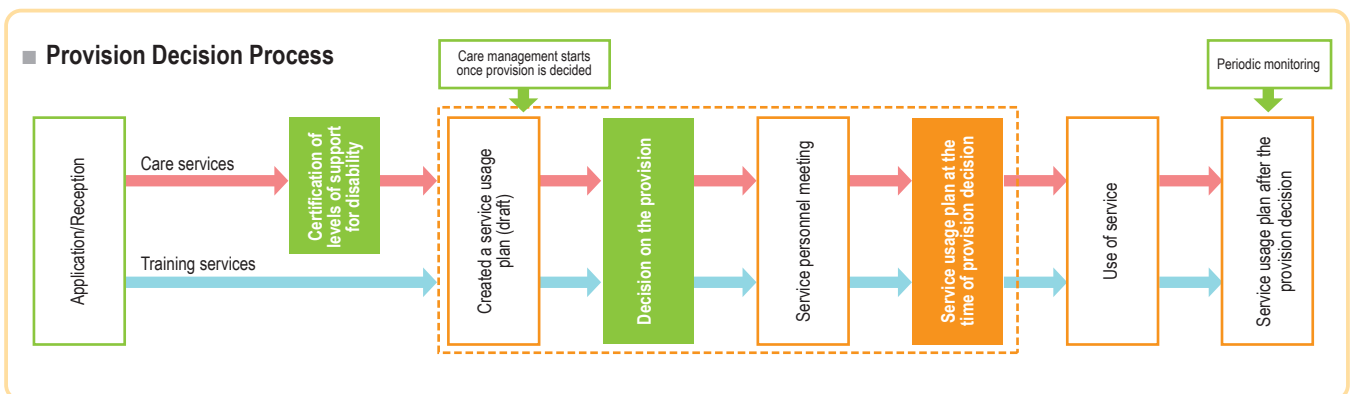 ■ Provision Decision Process
Care management starts
once provision is decided
Periodic monitoring
Application/Reception
Care services
Training services
Certification of
levels of support
for disability
Created a service usage
plan (draft)
Decision on the provision
Service personnel meeting
Service usage plan at the
time of provision decision
Use of service
Service usage plan after the
provision decision